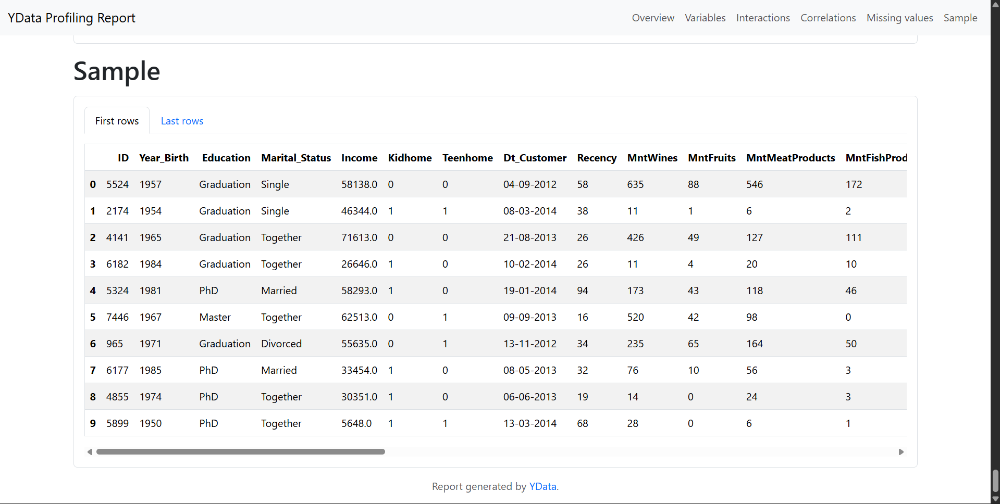 YData Profiling Report Overview Variables Interactions Correlations Missing values Sample
Sample
First rows Last rows
ID Year_Birth Education Marital_Status Income Kidhome Teenhome Dt_Customer Recency MntWines MntFruits MntMeatProducts MntFishProd
0 5524 1957 Graduation Single 58138.0 0 0 04-09-2012 58 635 88 546 172
1 2174 1954 Graduation Single 46344.0 1 1 08-03-2014 38 11 1 6 2
2 4141 1965 Graduation Together 71613.0 0 0 21-08-2013 26 426 49 127 111
3 6182 1984 Graduation Together 26646.0 1 0 10-02-2014 26 11 4 20 10
4 5324 1981 PhD Married 58293.0 1 0 19-01-2014 94 173 43 118 46
5 7446 1967 Master Together 62513.0 0 1 09-09-2013 16 520 42 98 0
6 965 1971 Graduation Divorced 55635.0 0 1 13-11-2012 34 235 65 164 50
7 6177 1985 PhD Married 33454.0 1 0 08-05-2013 32 76 10 56 3
8 4855 1974 PhD Together 30351.0 1 0 06-06-2013 19 14 0 24 3
9 5899 1950 PhD Together 5648.0 1 1 13-03-2014 68 28 0 6 1
Report generated by YData.